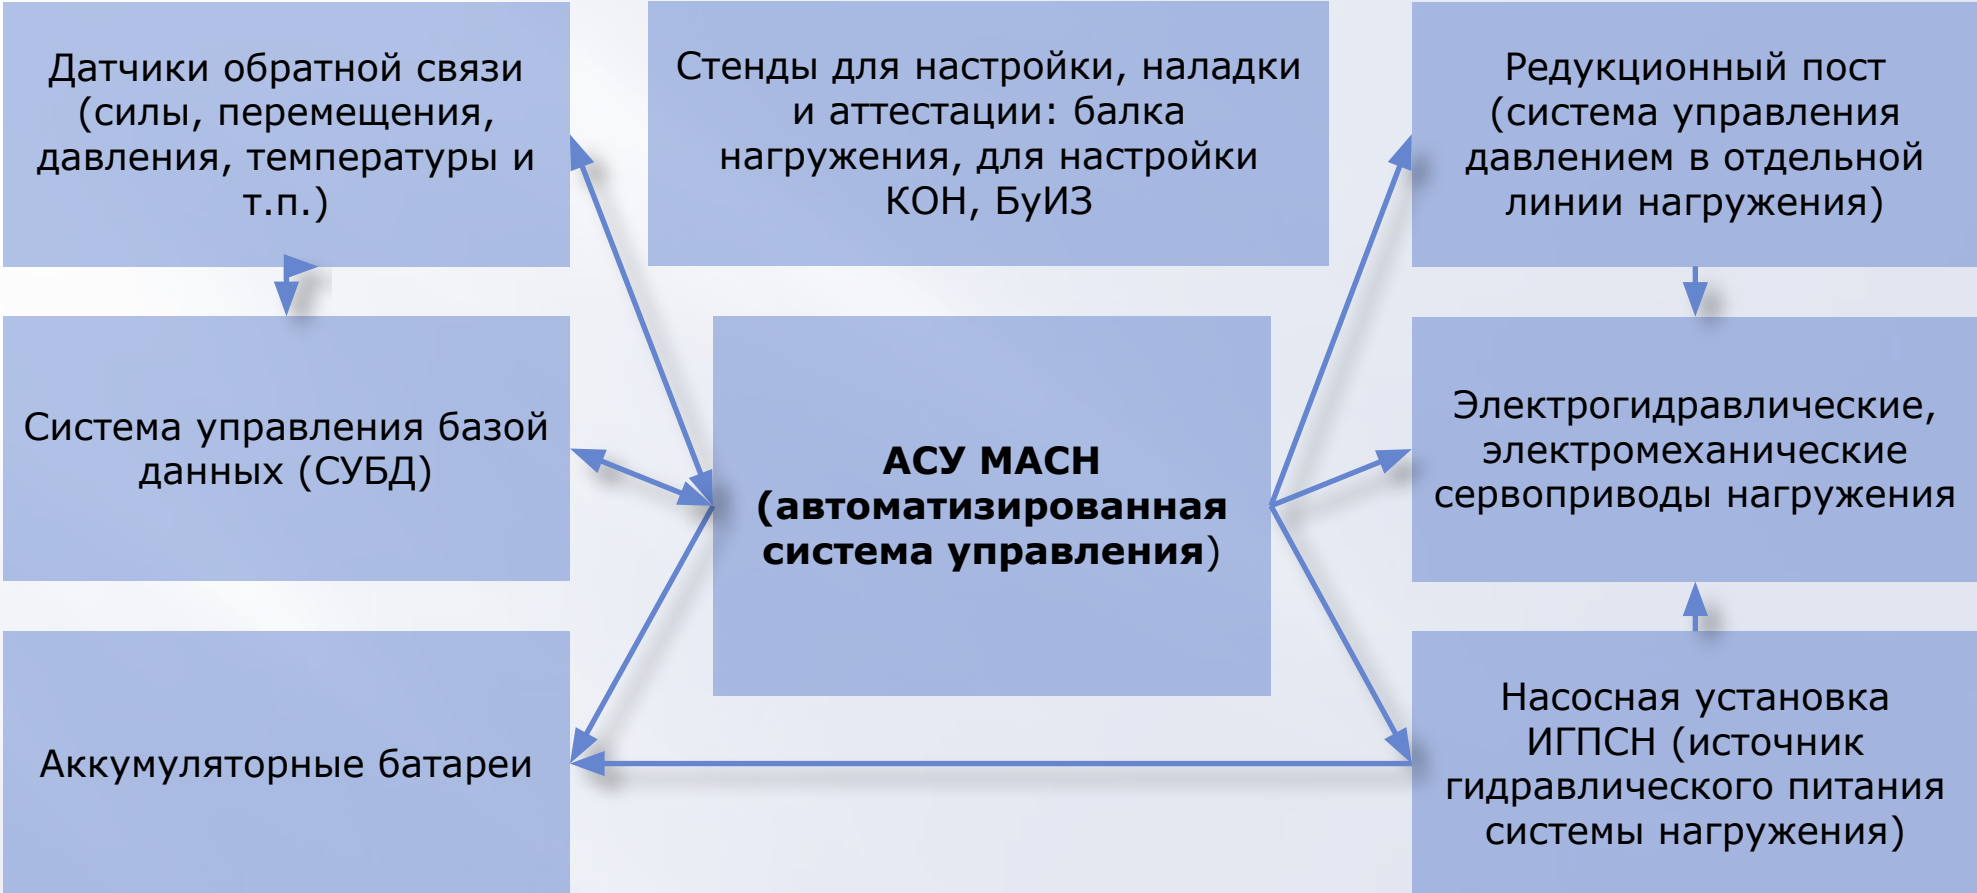 Датчики обратной связи
(силы, перемещения,
давления, температуры и
т.п.)
Стенды для настройки, наладки
и аттестации: балка
нагружения, для настройки
КОН, БуИЗ
Редукционный пост
(система управления
давлением в отдельной
линии нагружения)
Система управления базой
данных (СУБД)
АСУ МАСН
(автоматизированная
система управления)
Электрогидравлические,
электромеханические
сервоприводы нагружения
Аккумуляторные батареи
Насосная установка
ИГПСН (источник
гидравлического питания
системы нагружения)